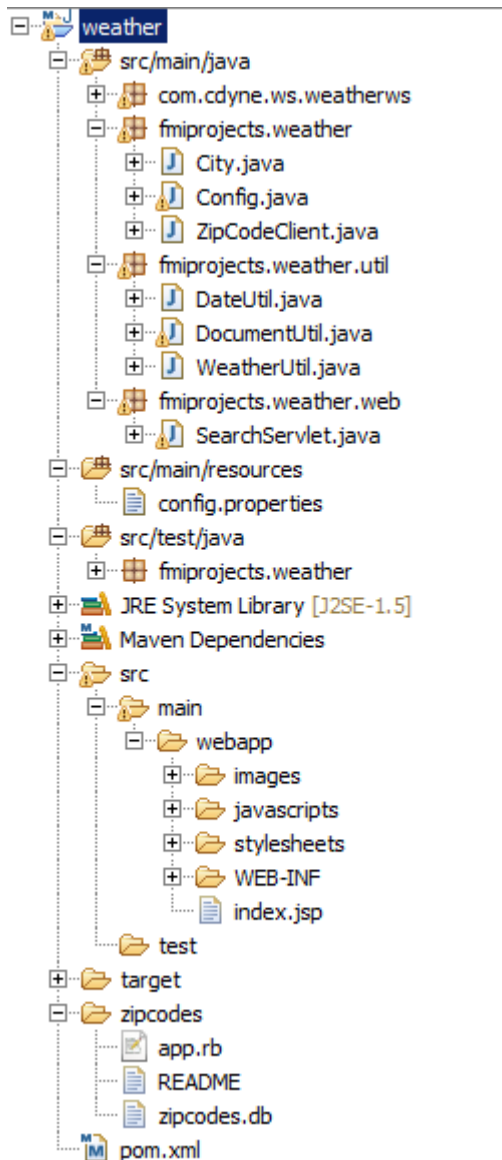 weather
src/main/java
com.cdyne.ws.weatherws
fmiprojects.weather
City.java
Config.java
ZipCodeClient.java
fmiprojects.weather.util
DateUtil.java
DocumentUtil.java
WeatherUtil.java
fmiprojects.weather.web
SearchServlet.java
src/main/resources
config.properties
src/test/java
fmiprojects.weather
JRE System Library [J2SE-1.5]
Maven Dependencies
src
main
webapp
images
javascripts
stylesheets
WEB-INF
index.jsp
test
target
zipcodes
app.rb
README
zipcodes.db
pom.xml